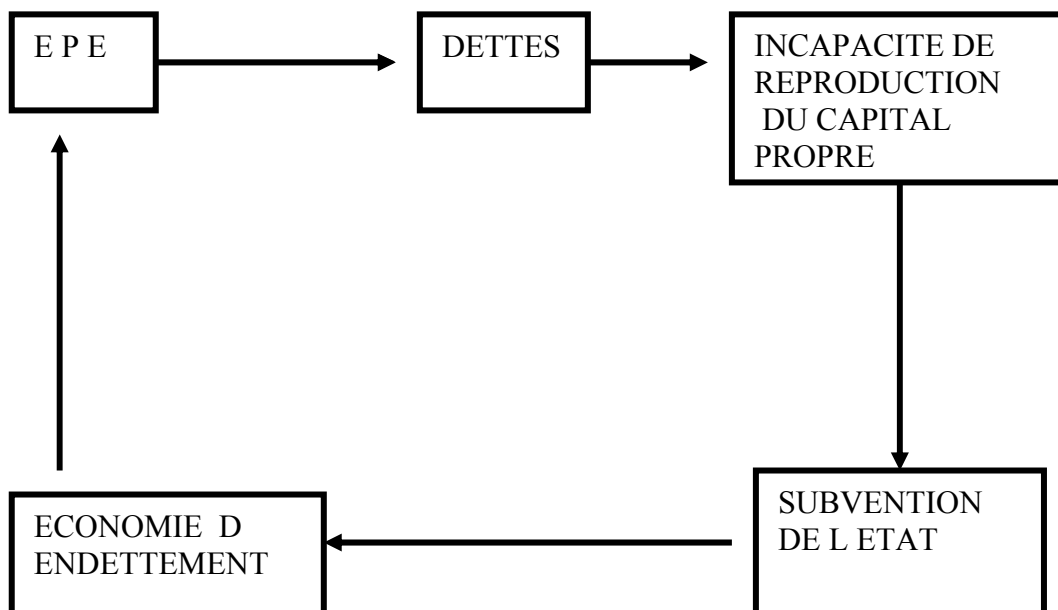 E P E
DETTES
INCAPACITE DE
REPRODUCTION
DU CAPITAL
PROPRE
SUBVENTION
DE L ETAT
ECONOMIE  D
ENDETTEMENT